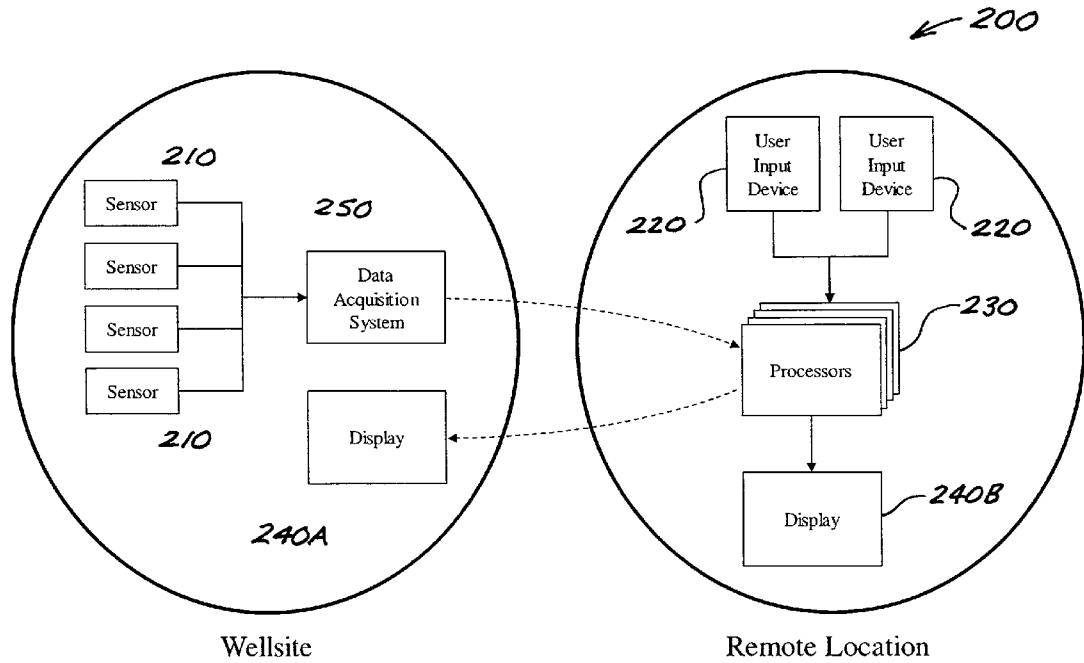 200
210
Sensor
Sensor
Sensor
Sensor
210
250
Data
Acquisition
System
Display
240A
Wellsite
User
Input
Device
User
Input
Device
220
220
230
Processors
Display
240B
Remote Location